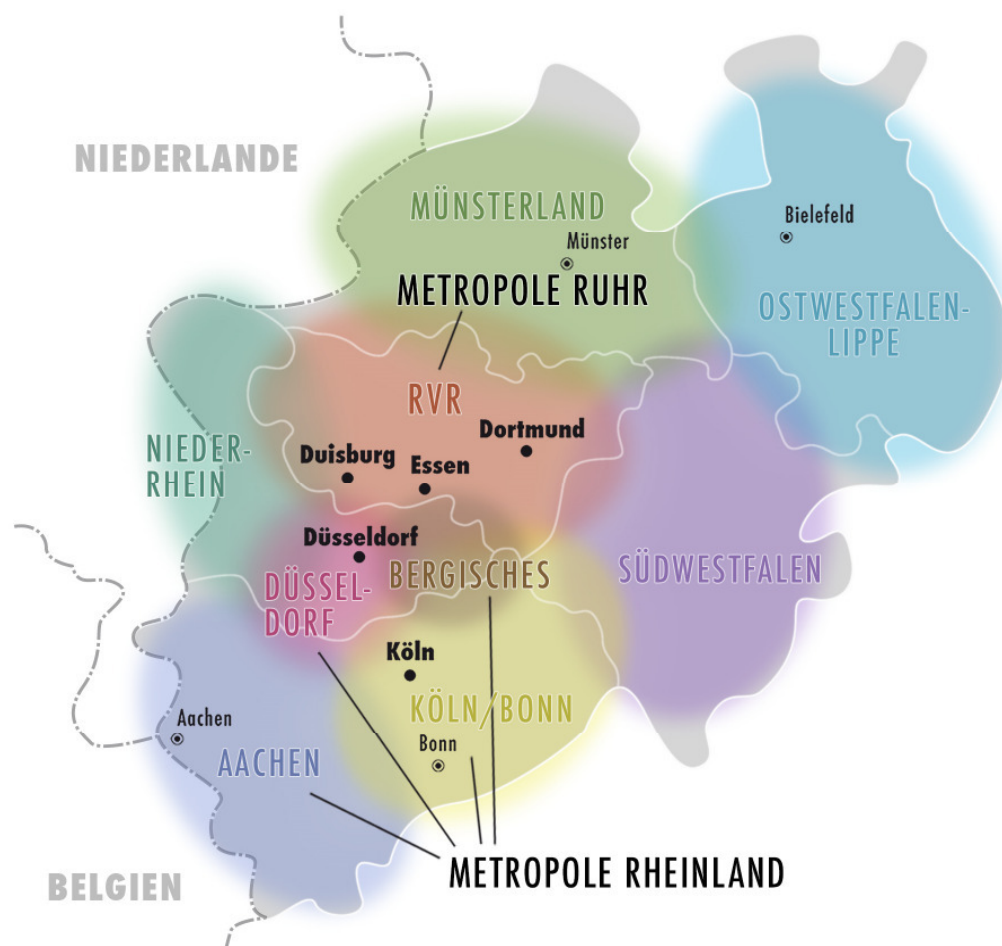 NIEDERLANDE
MÜNSTERLAND
Münster
Bielefeld
METROPOLE RUHR
OSTWESTFALEN-
LIPPE
RVR
NIEDER-
RHEIN
Duisburg
Essen
Dortmund
Düsseldorf
DÜSSEL-
DORF
BERGISCHES
SÜDWESTFALEN
Köln
KÖLN/BONN
Bonn
Aachen
AACHEN
METROPOLE RHEINLAND
BELGIEN